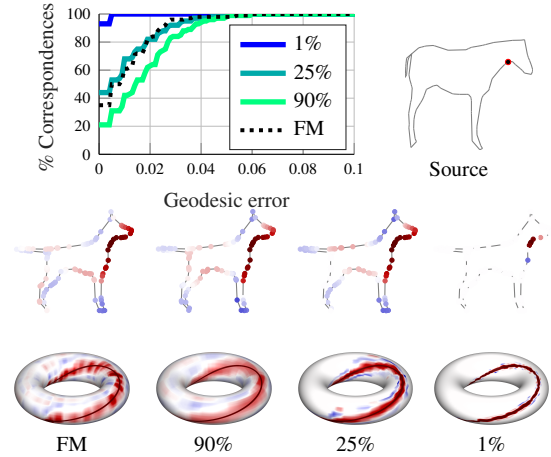 100
80
60
40
20
0
% Correspondences
1%
25%
90%
FM
0 0.02 0.04 0.06 0.08 0.1
Geodesic error
Source
FM 90% 25% 1%